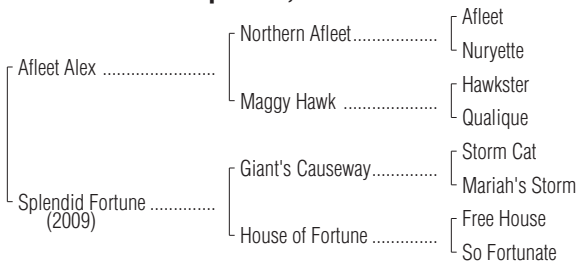 Afleet
Northern Afleet..................
Nuryette
Afleet Alex ........................
Hawkster
Maggy Hawk .....................
Qualique
Storm Cat
Giant's Causeway...............
Mariah's Storm
Splendid Fortune ..............
(2009)
Free House
House of Fortune ...............
So Fortunate